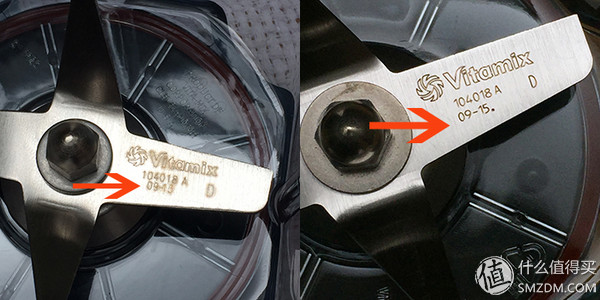 Vitamix
104018 A
09-15
D
Vitamix
104018 A D
09-15.
值 什么值得买
SMZDM.COM